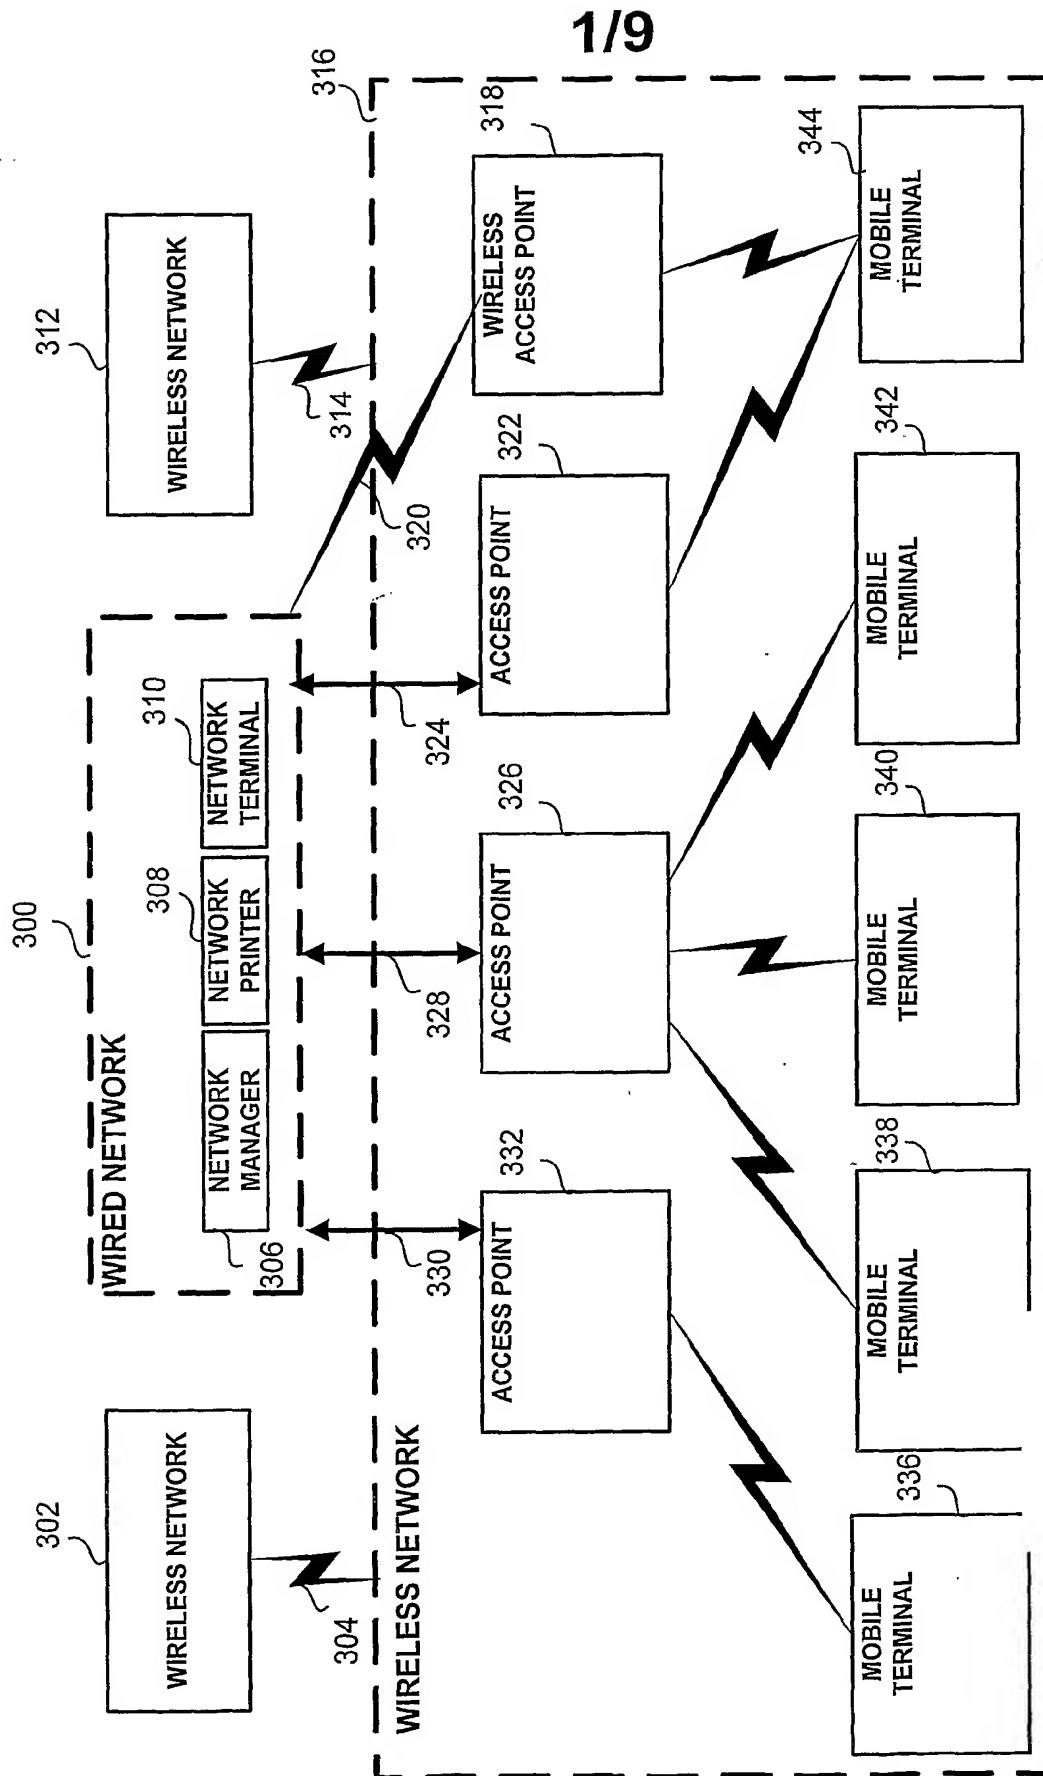 1/9
300
WIRED NETWORK
306
NETWORK
MANAGER
308
NETWORK
PRINTER
310
NETWORK
TERMINAL
302
WIRELESS NETWORK
304
312
WIRELESS NETWORK
314
316
WIRELESS NETWORK
330
328
324
320
332
ACCESS POINT
326
ACCESS POINT
322
ACCESS POINT
318
WIRELESS
ACCESS POINT
336
MOBILE
TERMINAL
338
MOBILE
TERMINAL
340
MOBILE
TERMINAL
342
MOBILE
TERMINAL
344
MOBILE
TERMINAL